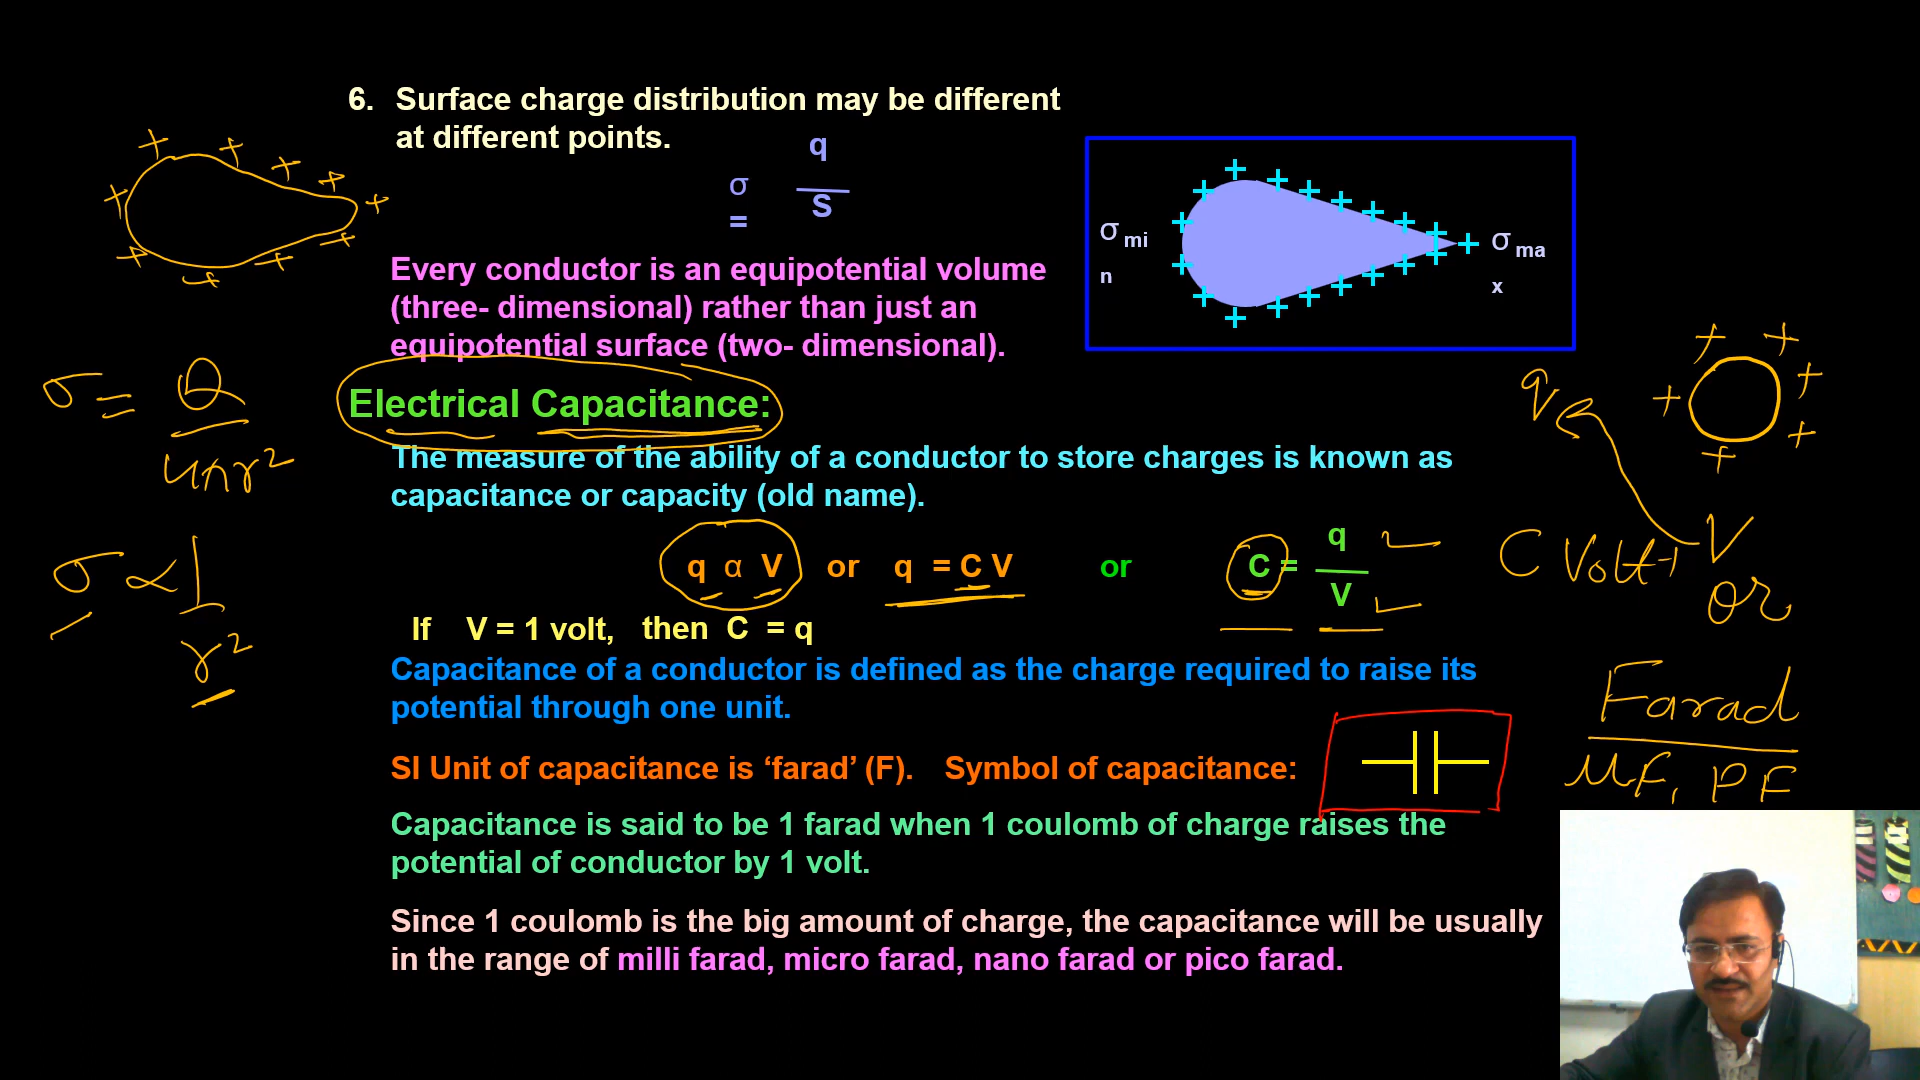 6. Surface charge distribution may be different
at different points.
σ = q / S
σ min
σ max
Every conductor is an equipotential volume
(three- dimensional) rather than just an
equipotential surface (two- dimensional).
σ = Q / 4πr²
σ ∝ 1 / r²
Electrical Capacitance:
The measure of the ability of a conductor to store charges is known as
capacitance or capacity (old name).
q α V or q = C V or C = q / V
q
C Volt⁻¹
V
or
Farad
μF, PF
If V = 1 volt, then C = q
Capacitance of a conductor is defined as the charge required to raise its
potential through one unit.
SI Unit of capacitance is ‘farad’ (F). Symbol of capacitance:
Capacitance is said to be 1 farad when 1 coulomb of charge raises the
potential of conductor by 1 volt.
Since 1 coulomb is the big amount of charge, the capacitance will be usually
in the range of milli farad, micro farad, nano farad or pico farad.